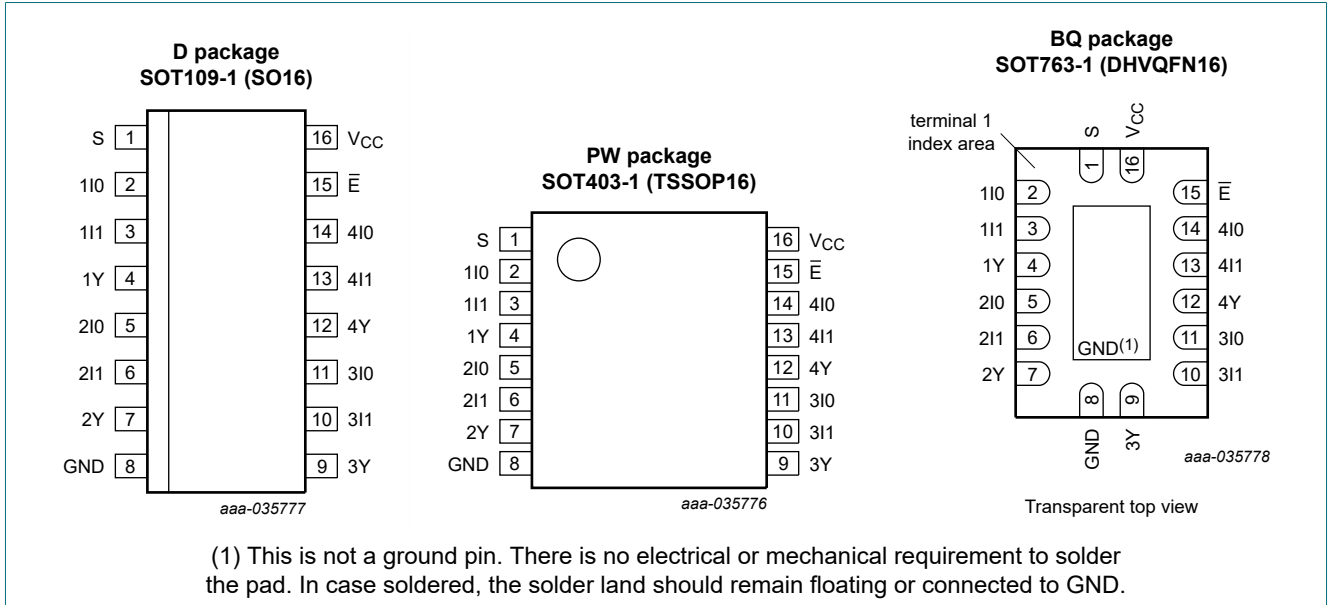 D package
SOT109-1 (SO16)
S 1
16 VCC
1I0 2
15 E̅
1I1 3
14 4I0
1Y 4
13 4I1
2I0 5
12 4Y
2I1 6
11 3I0
2Y 7
10 3I1
GND 8
9 3Y
aaa-035777
PW package
SOT403-1 (TSSOP16)
S 1
16 VCC
1I0 2
15 E̅
1I1 3
14 4I0
1Y 4
13 4I1
2I0 5
12 4Y
2I1 6
11 3I0
2Y 7
10 3I1
GND 8
9 3Y
aaa-035776
BQ package
SOT763-1 (DHVQFN16)
terminal 1
index area
S
VCC
1
16
1I0 2
15 E̅
1I1 3
14 4I0
1Y 4
13 4I1
2I0 5
12 4Y
2I1 6
11 3I0
2Y 7
10 3I1
GND(1)
8
9
GND
3Y
aaa-035778
Transparent top view
(1) This is not a ground pin. There is no electrical or mechanical requirement to solder
the pad. In case soldered, the solder land should remain floating or connected to GND.